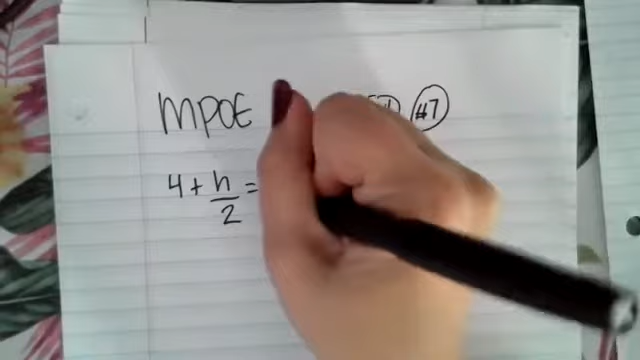 MPOE #7
4 + h/2 =